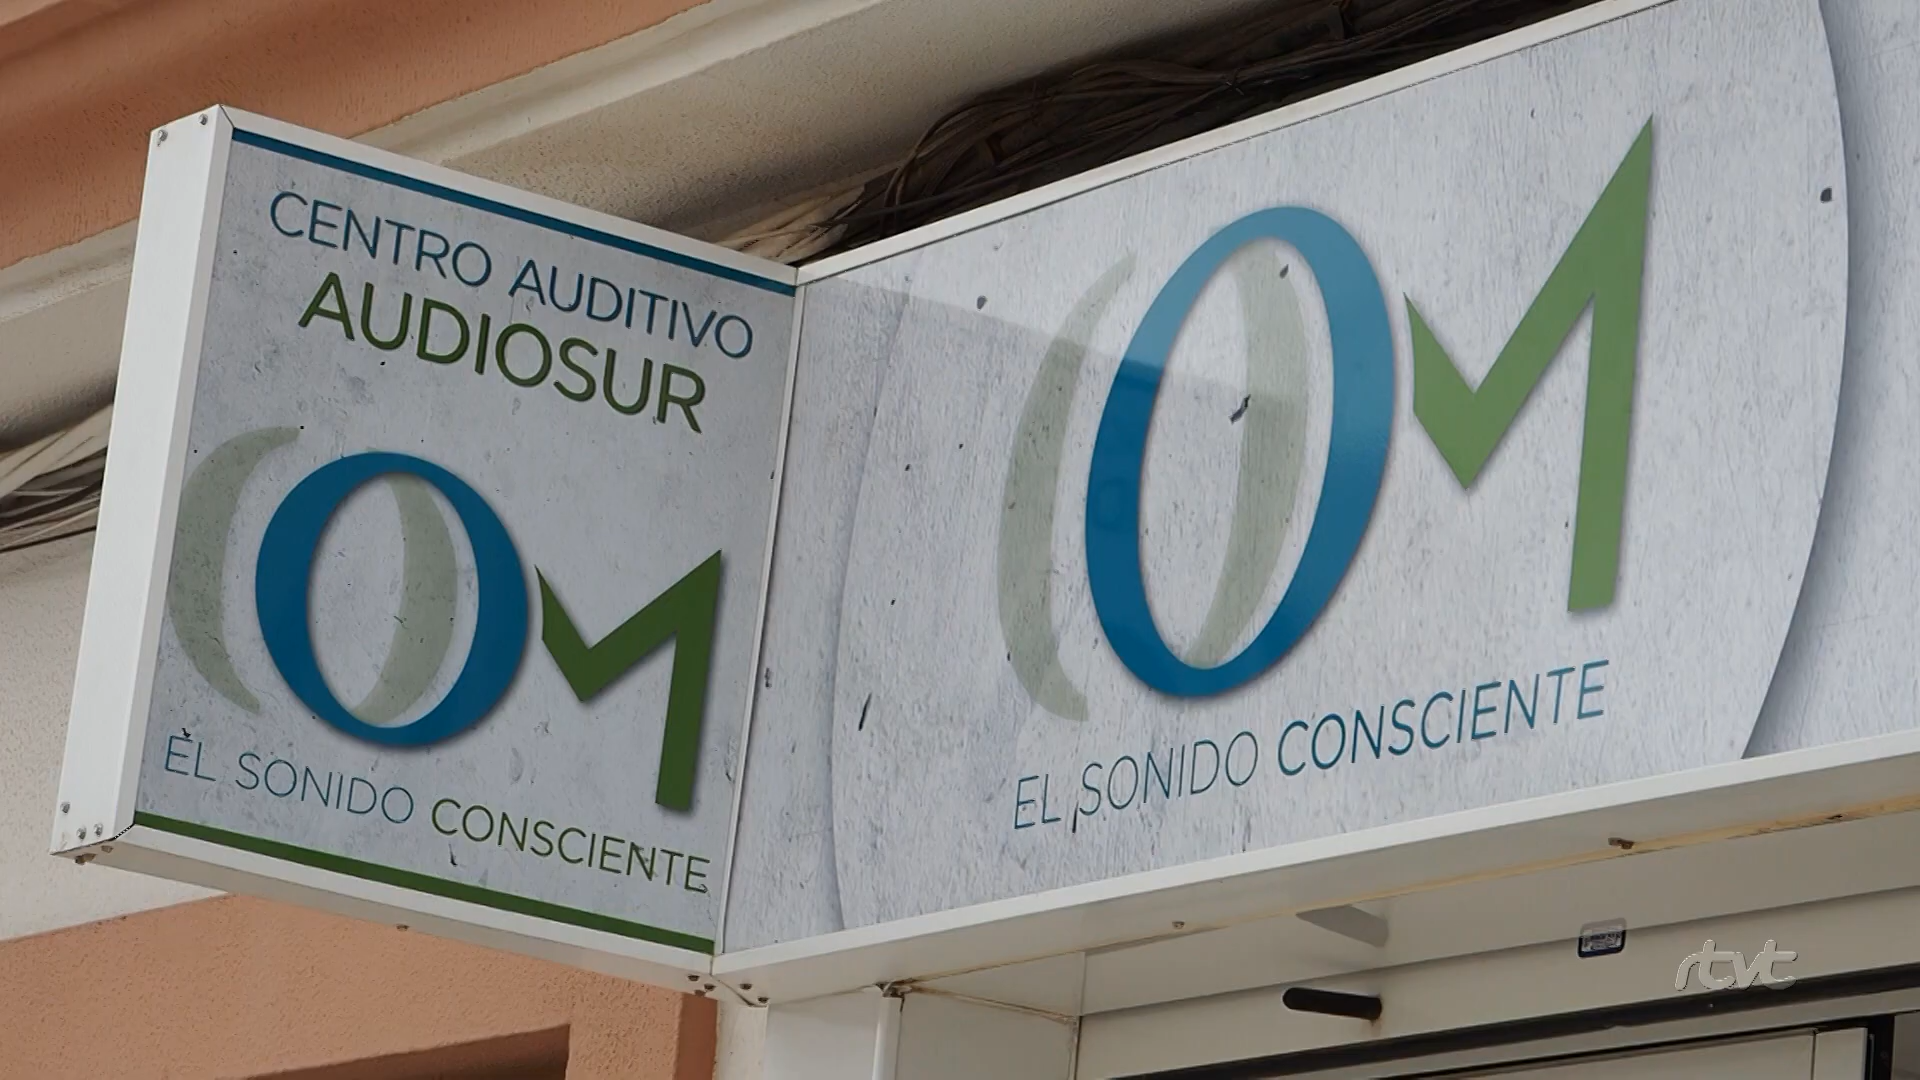 CENTRO AUDITIVO
AUDIOSUR
OM
EL SONIDO CONSCIENTE
OM
EL SONIDO CONSCIENTE
rtvt